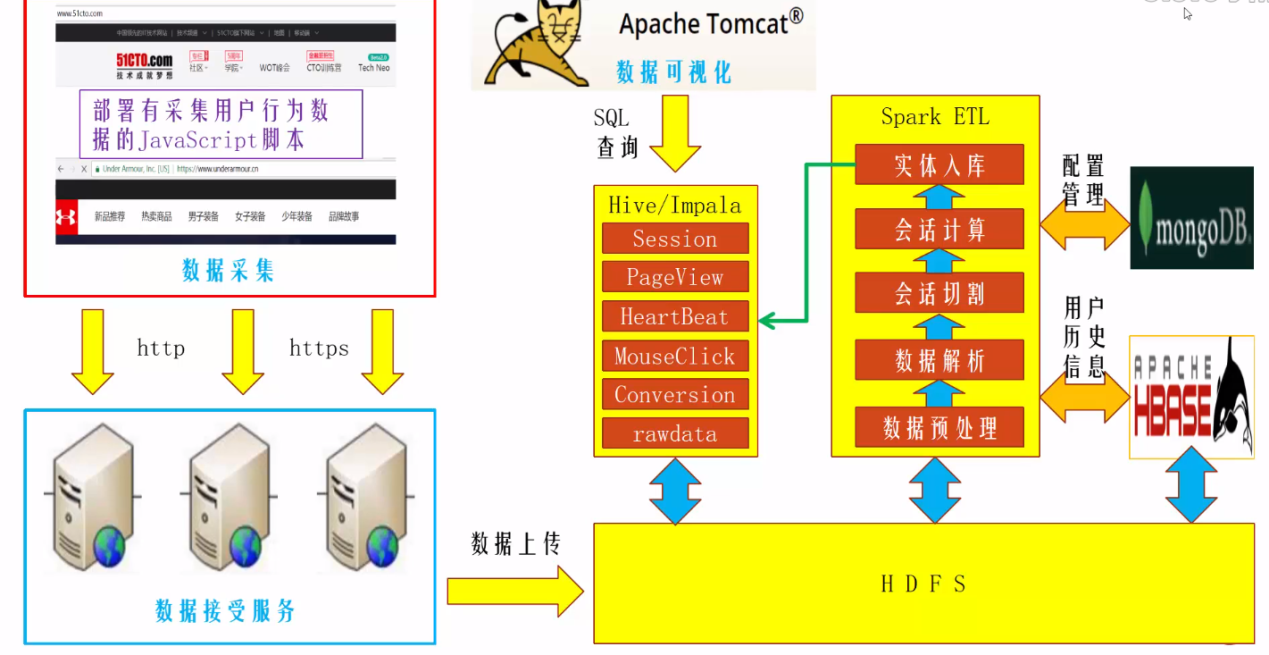 www.51cto.com
51CTO.com
技术成就梦想
社区
学院
WOT峰会
CTO训练营
Tech Neo
部署有采集用户行为数
据的JavaScript脚本
Under Armour, Inc. [US] | https://www.underarmour.cn
新品推荐 热卖商品 男子装备 女子装备 少年装备 品牌故事
数据采集
http
https
数据接受服务
数据上传
Apache Tomcat®
数据可视化
SQL
查询
Hive/Impala
Session
PageView
HeartBeat
MouseClick
Conversion
rawdata
Spark ETL
实体入库
会话计算
会话切割
数据解析
数据预处理
配置
管理
mongoDB
用户
历史
信息
APACHE
HBASE
HDFS